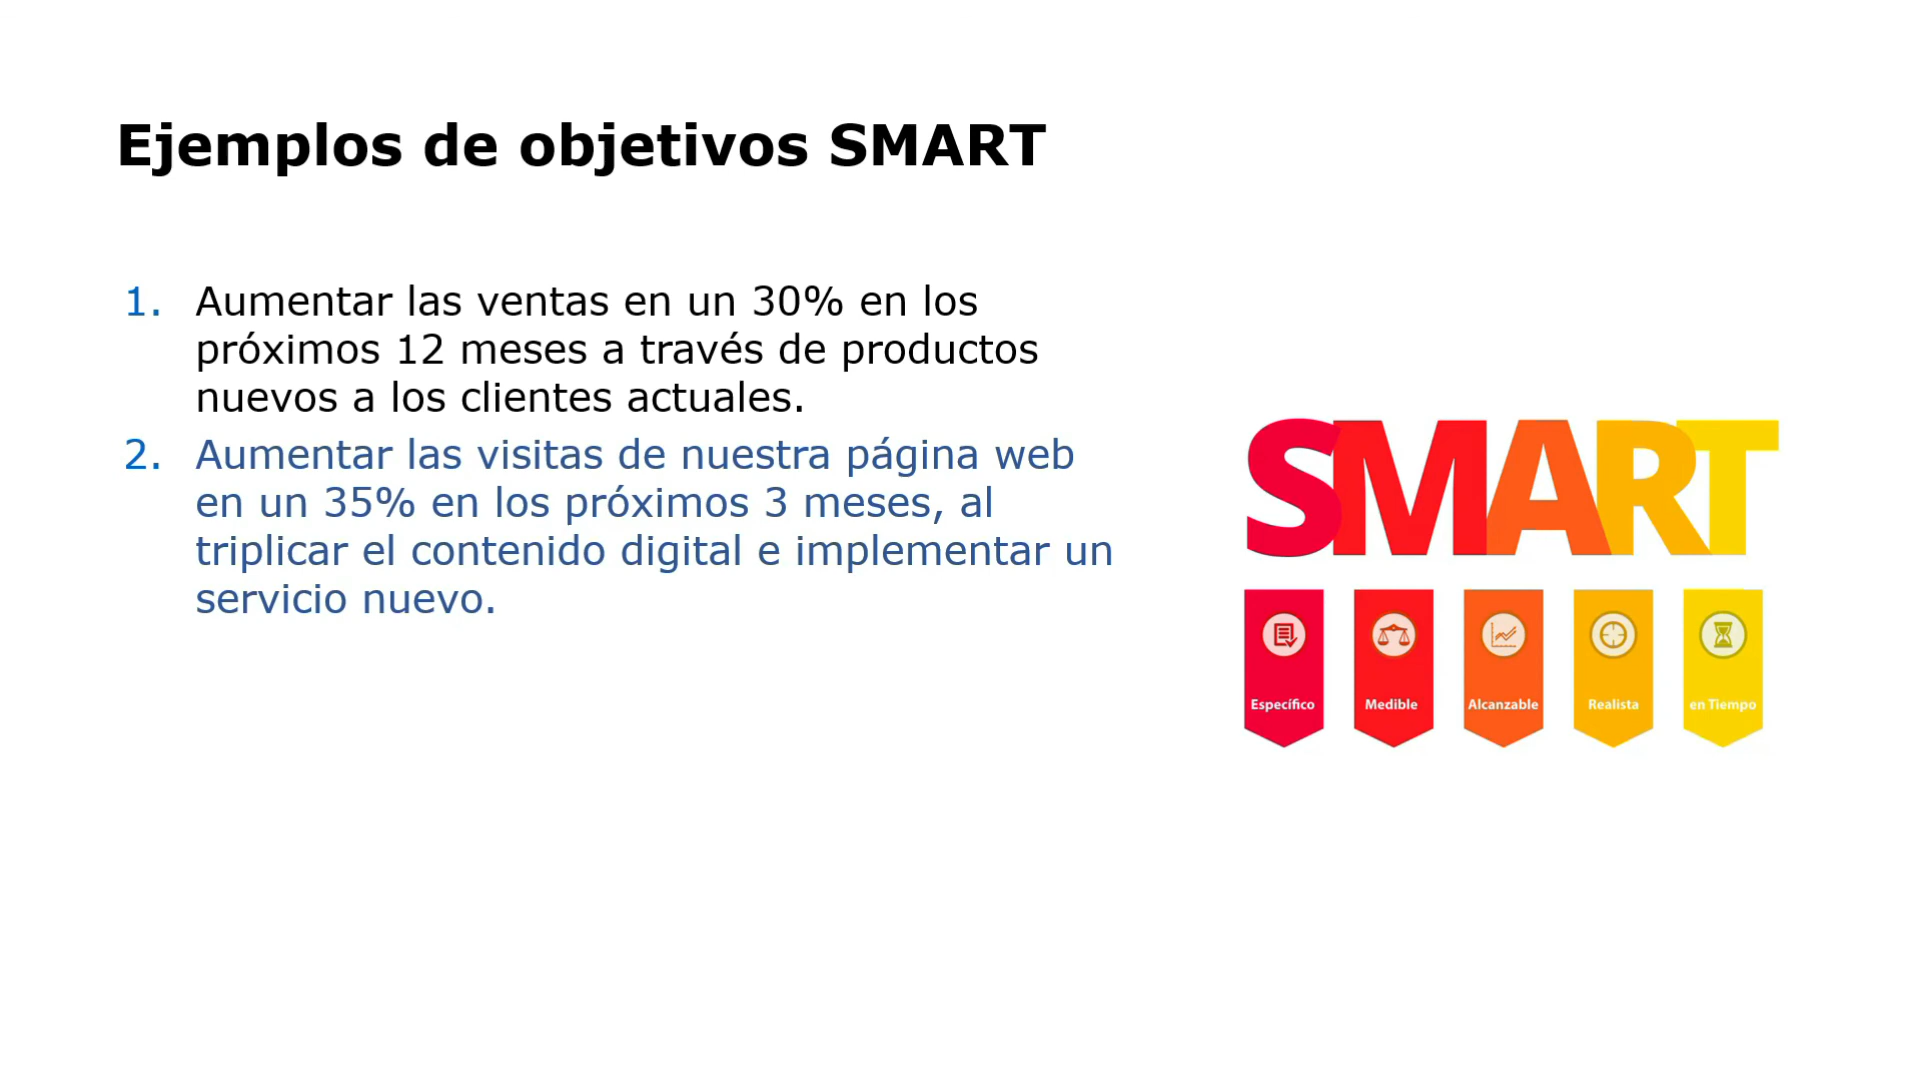 Ejemplos de objetivos SMART
1. Aumentar las ventas en un 30% en los
próximos 12 meses a través de productos
nuevos a los clientes actuales.
2. Aumentar las visitas de nuestra página web
en un 35% en los próximos 3 meses, al
triplicar el contenido digital e implementar un
servicio nuevo.
SMART
Específico
Medible
Alcanzable
Realista
en Tiempo